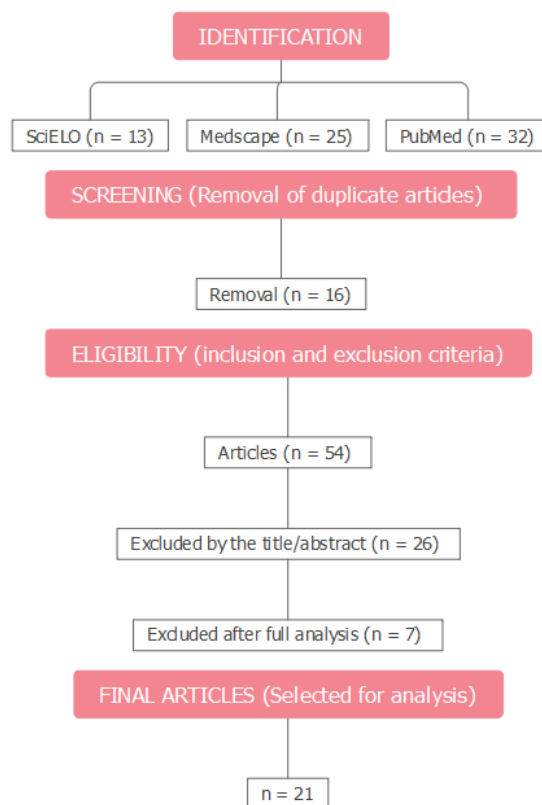 IDENTIFICATION
SciELO (n = 13)
Medscape (n = 25)
PubMed (n = 32)
SCREENING (Removal of duplicate articles)
Removal (n = 16)
ELIGIBILITY (inclusion and exclusion criteria)
Articles (n = 54)
Excluded by the title/abstract (n = 26)
Excluded after full analysis (n = 7)
FINAL ARTICLES (Selected for analysis)
n = 21